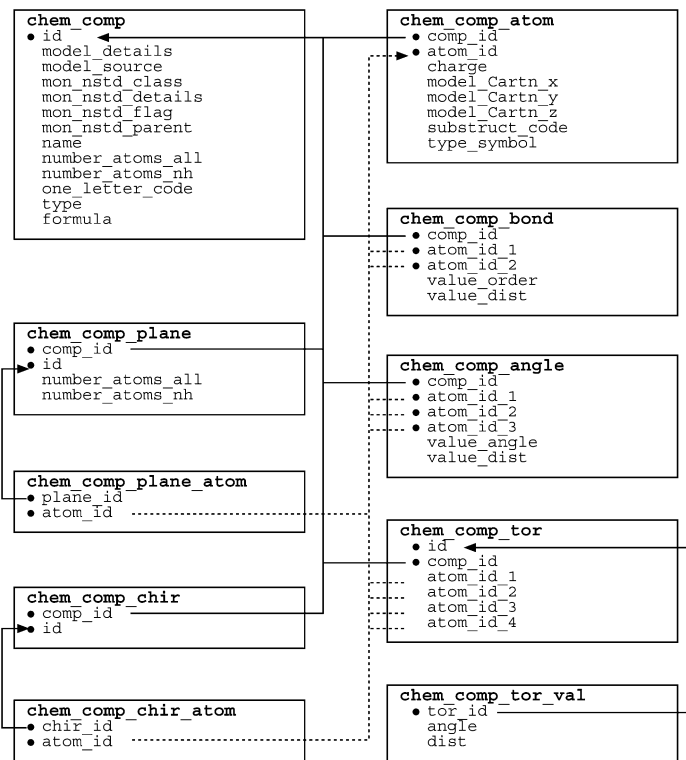 chem_comp
id
model_details
model_source
mon_nstd_class
mon_nstd_details
mon_nstd_flag
mon_nstd_parent
name
number_atoms_all
number_atoms_nh
one_letter_code
type
formula
chem_comp_plane
comp_id
id
number_atoms_all
number_atoms_nh
chem_comp_plane_atom
plane_id
atom_id
chem_comp_chir
comp_id
id
chem_comp_chir_atom
chir_id
atom_id
chem_comp_atom
comp_id
atom_id
charge
model_Cartn_x
model_Cartn_y
model_Cartn_z
substruct_code
type_symbol
chem_comp_bond
comp_id
atom_id_1
atom_id_2
value_order
value_dist
chem_comp_angle
comp_id
atom_id_1
atom_id_2
atom_id_3
value_angle
value_dist
chem_comp_tor
id
comp_id
atom_id_1
atom_id_2
atom_id_3
atom_id_4
chem_comp_tor_val
tor_id
angle
dist